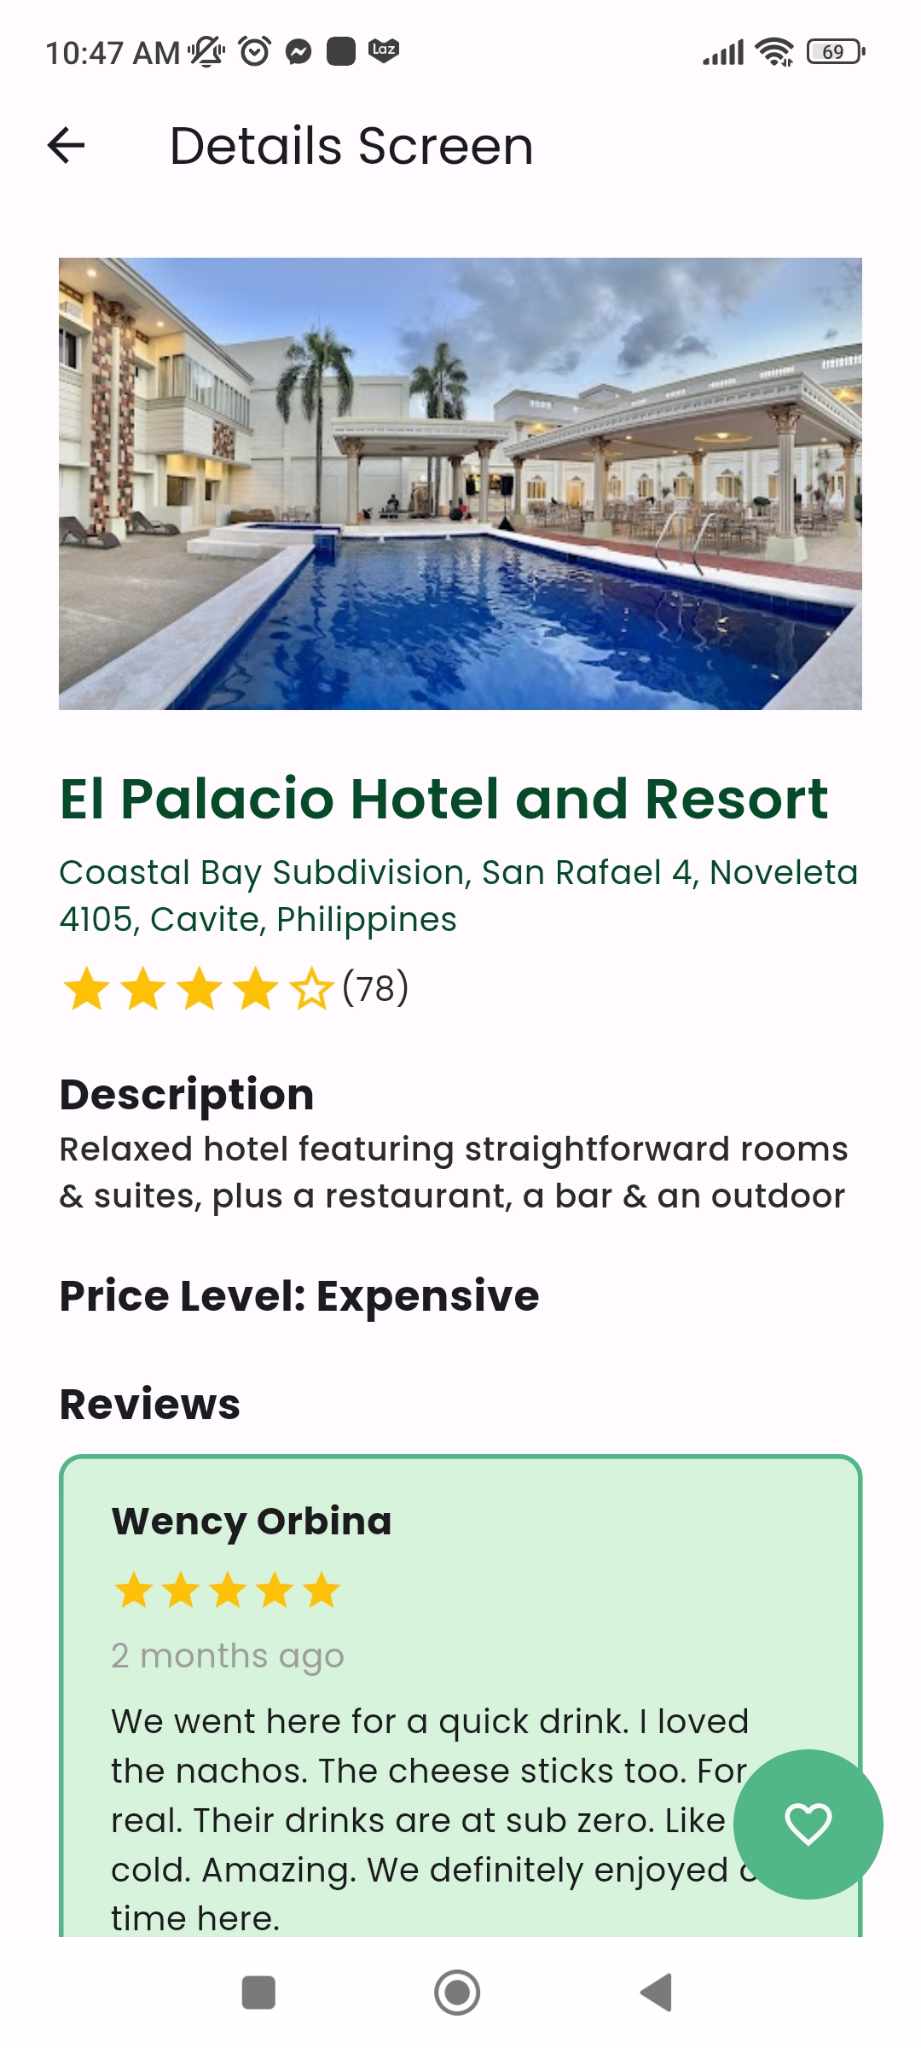 10:47 AM
Laz
69
Details Screen
El Palacio Hotel and Resort
Coastal Bay Subdivision, San Rafael 4, Noveleta
4105, Cavite, Philippines
(78)
Description
Relaxed hotel featuring straightforward rooms
& suites, plus a restaurant, a bar & an outdoor
Price Level: Expensive
Reviews
Wency Orbina
2 months ago
We went here for a quick drink. I loved
the nachos. The cheese sticks too. For
real. Their drinks are at sub zero. Like
cold. Amazing. We definitely enjoyed
time here.